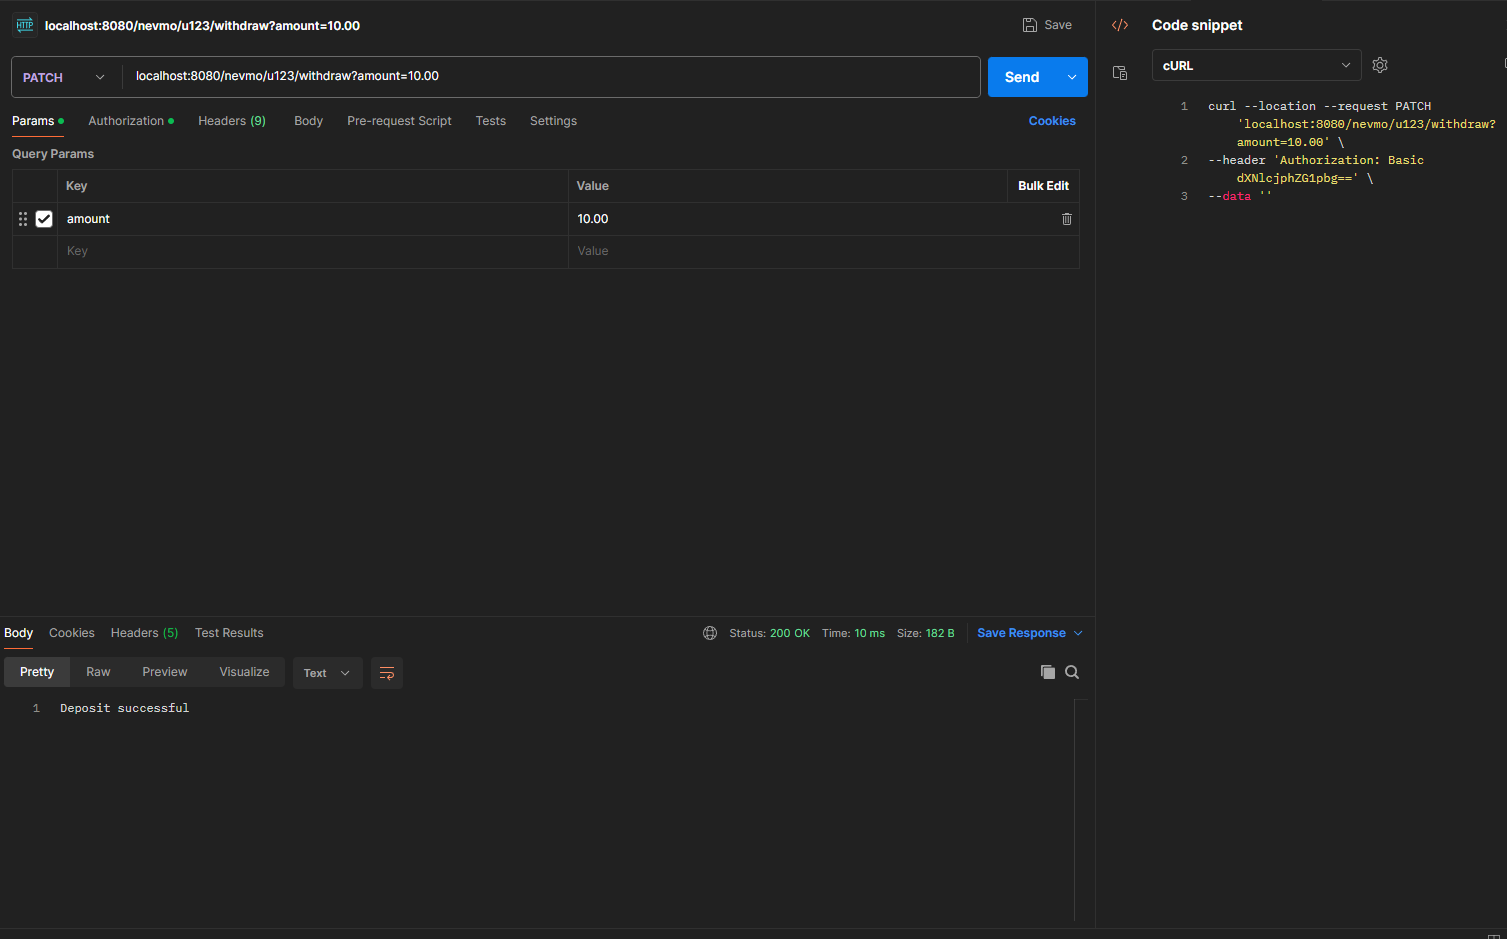 HTTP localhost:8080/nevmo/u123/withdraw?amount=10.00
Save
PATCH
localhost:8080/nevmo/u123/withdraw?amount=10.00
Send
Params
Authorization
Headers (9)
Body
Pre-request Script
Tests
Settings
Cookies
Query Params
Key
Value
Bulk Edit
amount
10.00
Key
Value
Body
Cookies
Headers (5)
Test Results
Status: 200 OK
Time: 10 ms
Size: 182 B
Save Response
Pretty
Raw
Preview
Visualize
Text
1 Deposit successful
</> Code snippet
cURL
1 curl --location --request PATCH
'localhost:8080/nevmo/u123/withdraw?
amount=10.00' \
2 --header 'Authorization: Basic
dXNlcjphZG1pbg==' \
3 --data ''